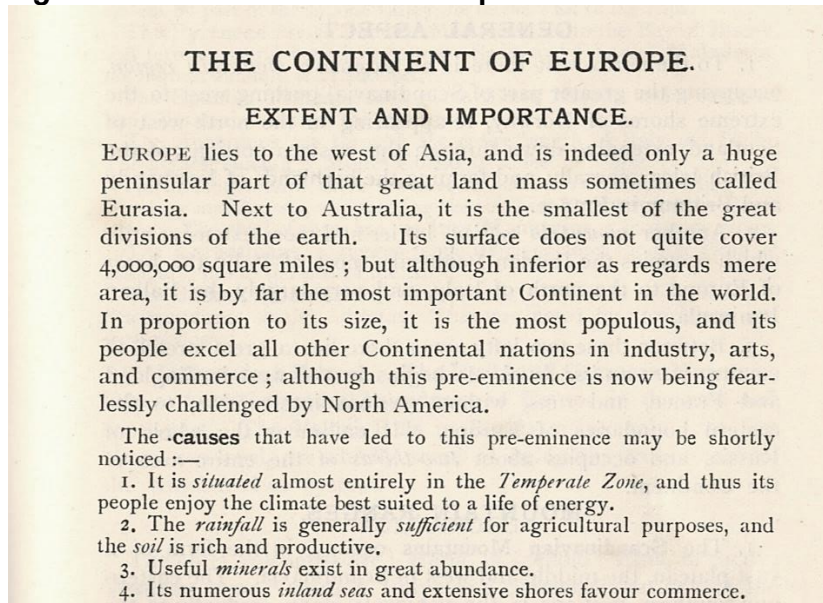 THE CONTINENT OF EUROPE.
EXTENT AND IMPORTANCE.
EUROPE lies to the west of Asia, and is indeed only a huge
peninsular part of that great land mass sometimes called
Eurasia. Next to Australia, it is the smallest of the great
divisions of the earth. Its surface does not quite cover
4,000,000 square miles ; but although inferior as regards mere
area, it is by far the most important Continent in the world.
In proportion to its size, it is the most populous, and its
people excel all other Continental nations in industry, arts,
and commerce ; although this pre-eminence is now being fear-
lessly challenged by North America.
The causes that have led to this pre-eminence may be shortly
noticed :—
1. It is situated almost entirely in the Temperate Zone, and thus its
people enjoy the climate best suited to a life of energy.
2. The rainfall is generally sufficient for agricultural purposes, and
the soil is rich and productive.
3. Useful minerals exist in great abundance.
4. Its numerous inland seas and extensive shores favour commerce.